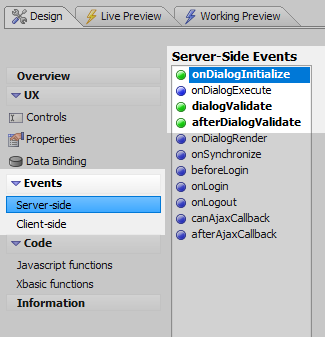 Design
Live Preview
Working Preview
Overview
UX
Controls
Properties
Data Binding
Events
Server-side
Client-side
Code
Javascript functions
Xbasic functions
Information
Server-Side Events
onDialogInitialize
onDialogExecute
dialogValidate
afterDialogValidate
onDialogRender
onSynchronize
beforeLogin
onLogin
onLogout
canAjaxCallback
afterAjaxCallback